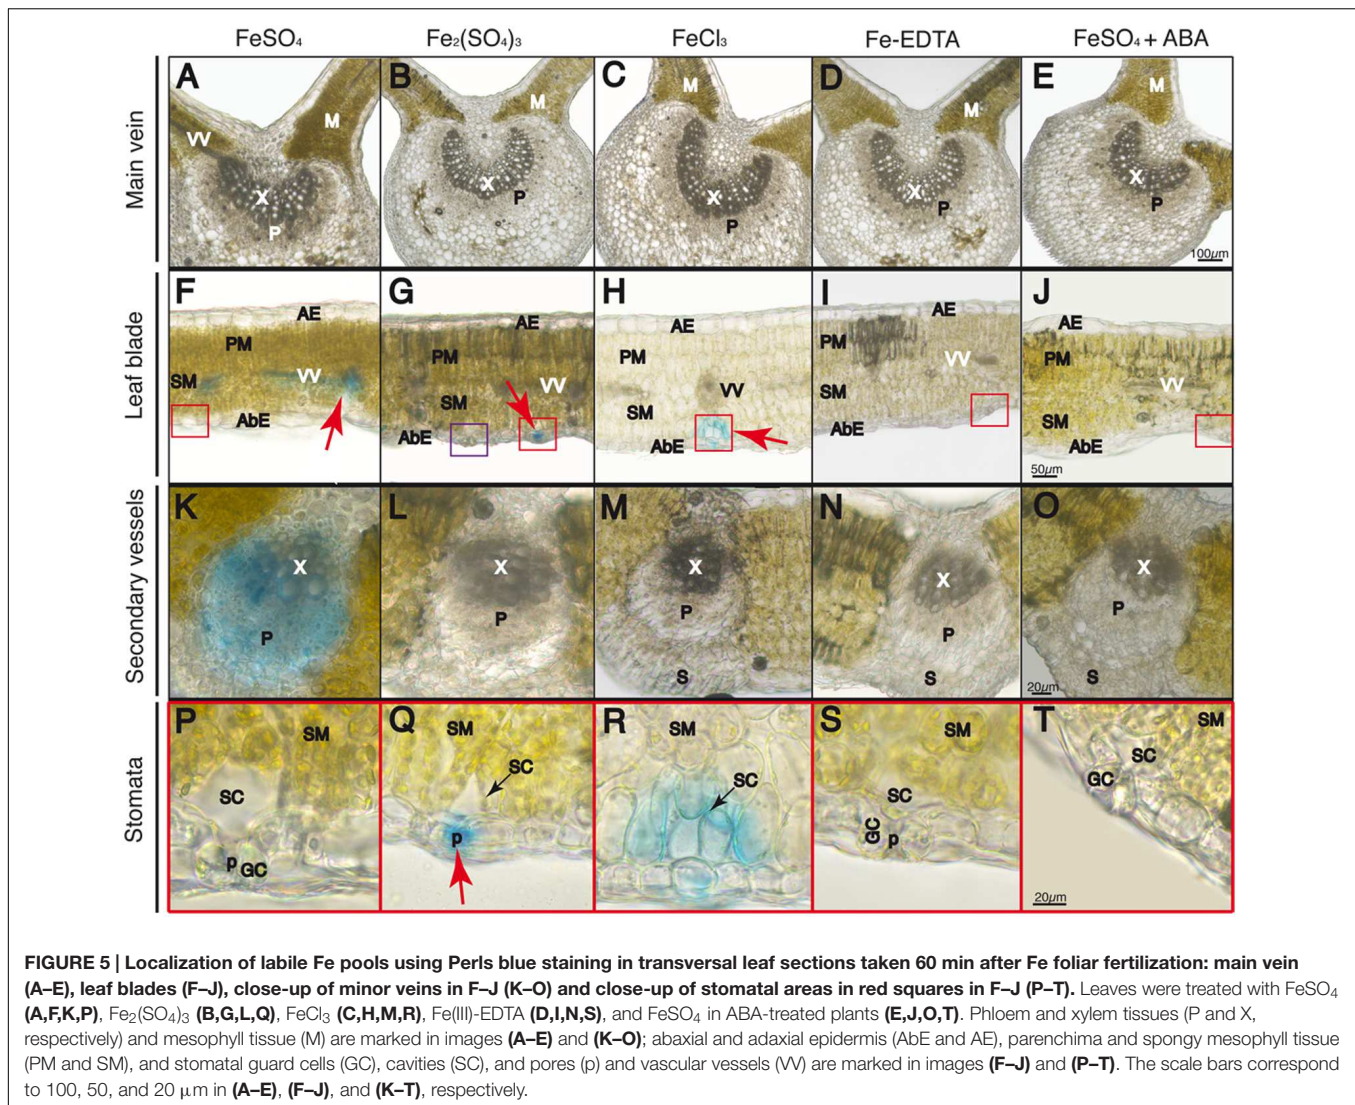 FeSO₄ Fe₂(SO₄)₃ FeCl₃ Fe-EDTA FeSO₄ + ABA
Main vein
A VV M X P
B M X P
C M X P
D M X P
E M X P 100µm
Leaf blade
F AE PM SM VV AbE
G AE PM VV SM AbE
H AE PM VV SM AbE
I AE PM VV SM AbE
J AE PM VV SM AbE 50µm
Secondary vessels
K X P
L X P
M X P S
N X P S
O X P S 20µm
Stomata
P SM SC p GC
Q SM SC p
R SM SC
S SM SC GC p
T SM SC GC 20µm
FIGURE 5 | Localization of labile Fe pools using Perls blue staining in transversal leaf sections taken 60 min after Fe foliar fertilization: main vein
(A–E), leaf blades (F–J), close-up of minor veins in F–J (K–O) and close-up of stomatal areas in red squares in F–J (P–T). Leaves were treated with FeSO₄
(A,F,K,P), Fe₂(SO₄)₃ (B,G,L,Q), FeCl₃ (C,H,M,R), Fe(III)-EDTA (D,I,N,S), and FeSO₄ in ABA-treated plants (E,J,O,T). Phloem and xylem tissues (P and X,
respectively) and mesophyll tissue (M) are marked in images (A–E) and (K–O); abaxial and adaxial epidermis (AbE and AE), parenchima and spongy mesophyll tissue
(PM and SM), and stomatal guard cells (GC), cavities (SC), and pores (p) and vascular vessels (VV) are marked in images (F–J) and (P–T). The scale bars correspond
to 100, 50, and 20 µm in (A–E), (F–J), and (K–T), respectively.